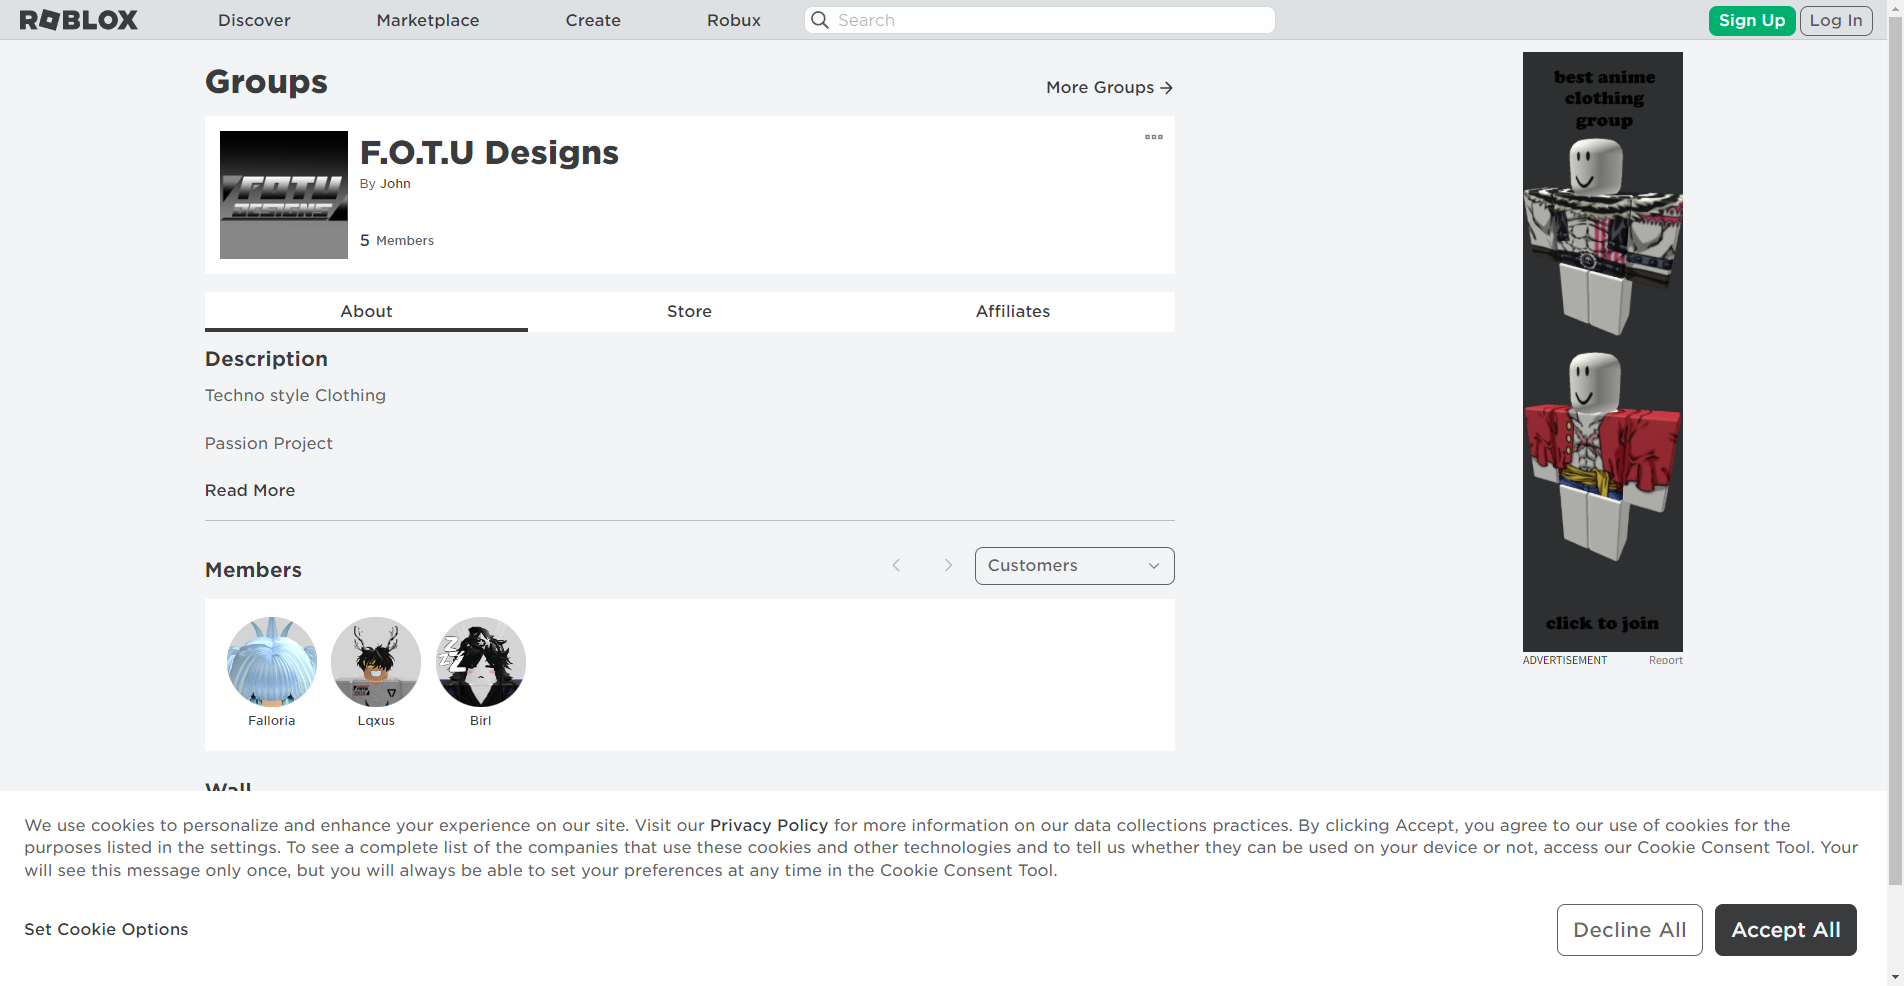 ROBLOX
Discover
Marketplace
Create
Robux
Search
Sign Up
Log In
Groups
More Groups
F.O.T.U Designs
By John
5 Members
FOTU
DESIGNS
About
Store
Affiliates
Description
Techno style Clothing
Passion Project
Read More
Members
Customers
Falloria
Lqxus
Birl
Wall
best anime
clothing
group
click to join
ADVERTISEMENT
Report
We use cookies to personalize and enhance your experience on our site. Visit our Privacy Policy for more information on our data collections practices. By clicking Accept, you agree to our use of cookies for the
purposes listed in the settings. To see a complete list of the companies that use these cookies and other technologies and to tell us whether they can be used on your device or not, access our Cookie Consent Tool. Your
will see this message only once, but you will always be able to set your preferences at any time in the Cookie Consent Tool.
Set Cookie Options
Decline All
Accept All